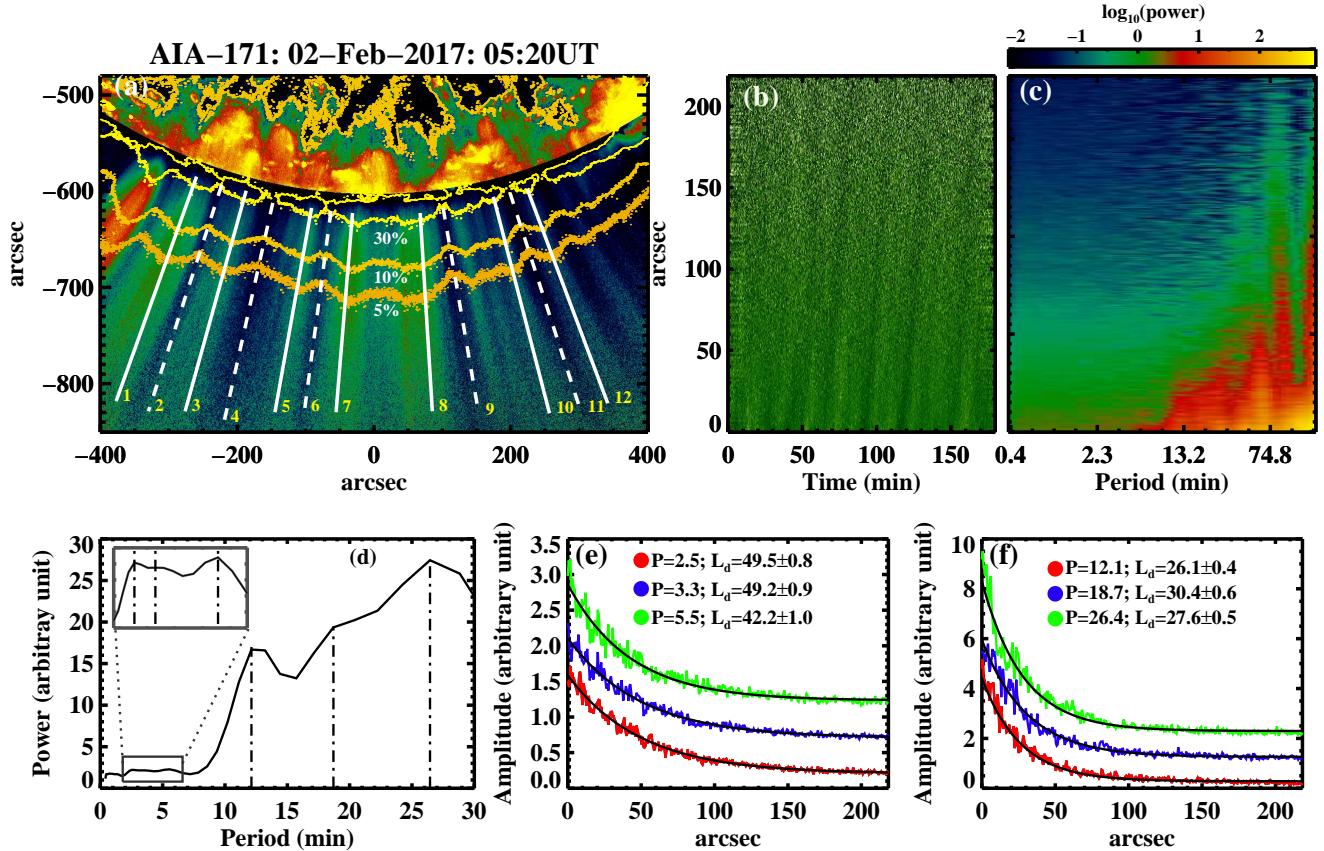 log₁₀(power)
−2 −1 0 1 2
AIA−171: 02−Feb−2017: 05:20UT
(a)
−500
−600
−700
−800
arcsec
30%
10%
5%
1 2 3 4 5 6 7 8 9 10 11 12
−400 −200 0 200 400
arcsec
(b)
200
150
100
50
0
arcsec
0 50 100 150
Time (min)
(c)
0.4 2.3 13.2 74.8
Period (min)
(d)
30
25
20
15
10
5
0
Power (arbitray unit)
0 5 10 15 20 25 30
Period (min)
(e)
P=2.5; L_d=49.5±0.8
P=3.3; L_d=49.2±0.9
P=5.5; L_d=42.2±1.0
3.5
3.0
2.5
2.0
1.5
1.0
0.5
0.0
Amplitude (arbitrary unit)
0 50 100 150 200
arcsec
(f)
P=12.1; L_d=26.1±0.4
P=18.7; L_d=30.4±0.6
P=26.4; L_d=27.6±0.5
10
8
6
4
2
0
Amplitude (arbitrary unit)
0 50 100 150 200
arcsec